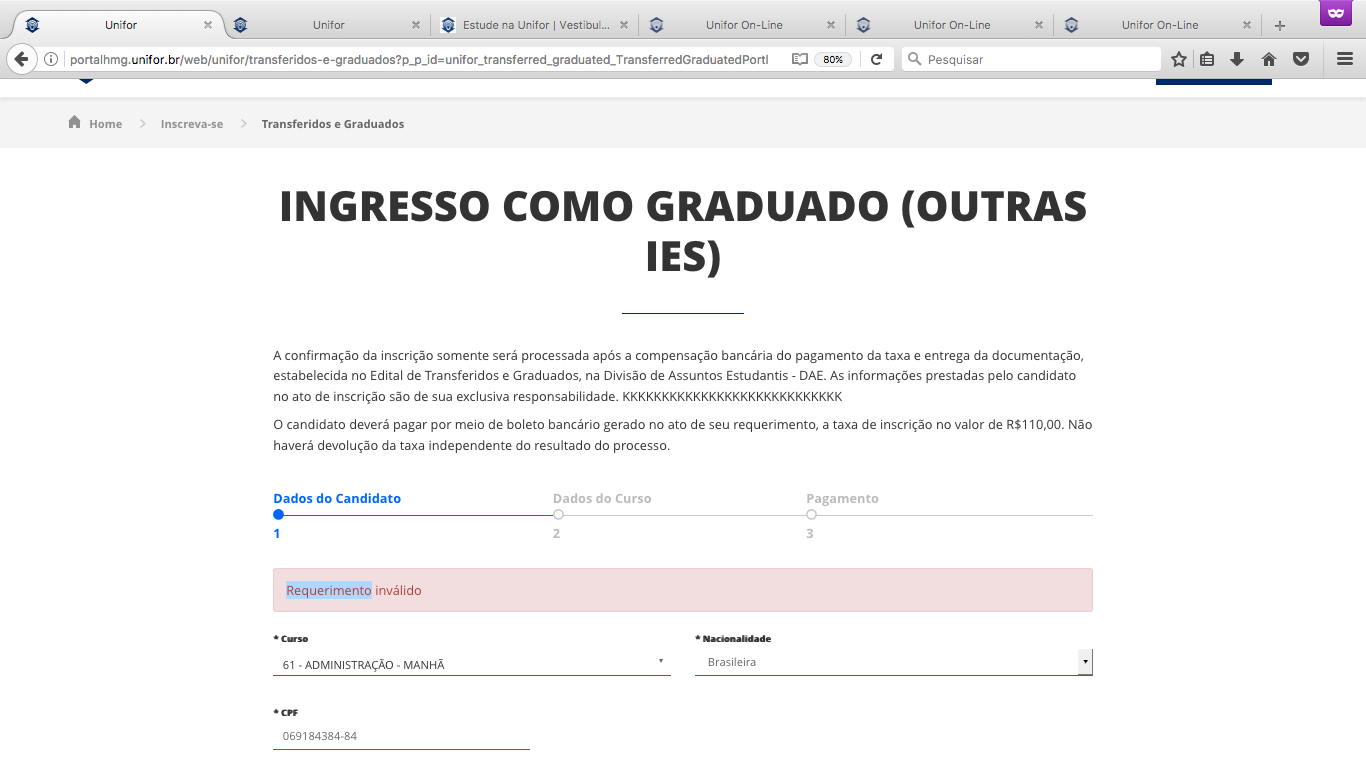 Unifor
Unifor
Estude na Unifor | Vestibul...
Unifor On-Line
Unifor On-Line
Unifor On-Line
portalhmg.unifor.br/web/unifor/transferidos-e-graduados?p_p_id=unifor_transferred_graduated_TransferredGraduatedPortl
80%
Pesquisar
Home
Inscreva-se
Transferidos e Graduados
INGRESSO COMO GRADUADO (OUTRAS
IES)
A confirmação da inscrição somente será processada após a compensação bancária do pagamento da taxa e entrega da documentação,
estabelecida no Edital de Transferidos e Graduados, na Divisão de Assuntos Estudantis - DAE. As informações prestadas pelo candidato
no ato de inscrição são de sua exclusiva responsabilidade. KKKKKKKKKKKKKKKKKKKKKKKKKKKK
O candidato deverá pagar por meio de boleto bancário gerado no ato de seu requerimento, a taxa de inscrição no valor de R$110,00. Não
haverá devolução da taxa independente do resultado do processo.
Dados do Candidato
Dados do Curso
Pagamento
1
2
3
Requerimento inválido
* Curso
* Nacionalidade
61 - ADMINISTRAÇÃO - MANHÃ
Brasileira
* CPF
069184384-84